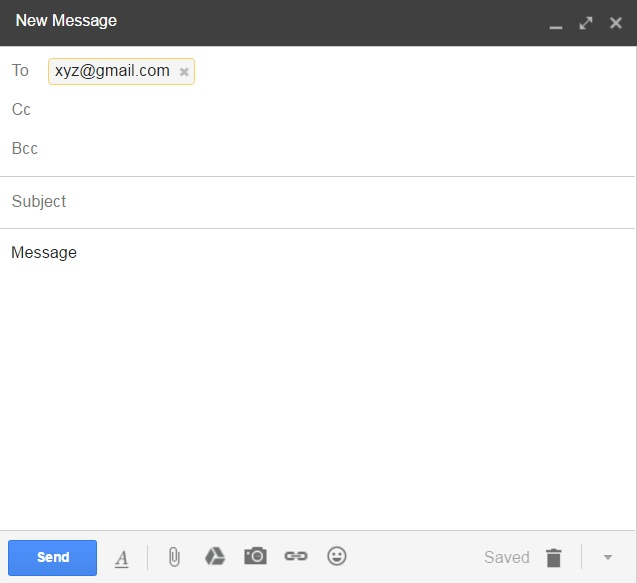 New Message
To xyz@gmail.com
Cc
Bcc
Subject
Message
Send A Saved